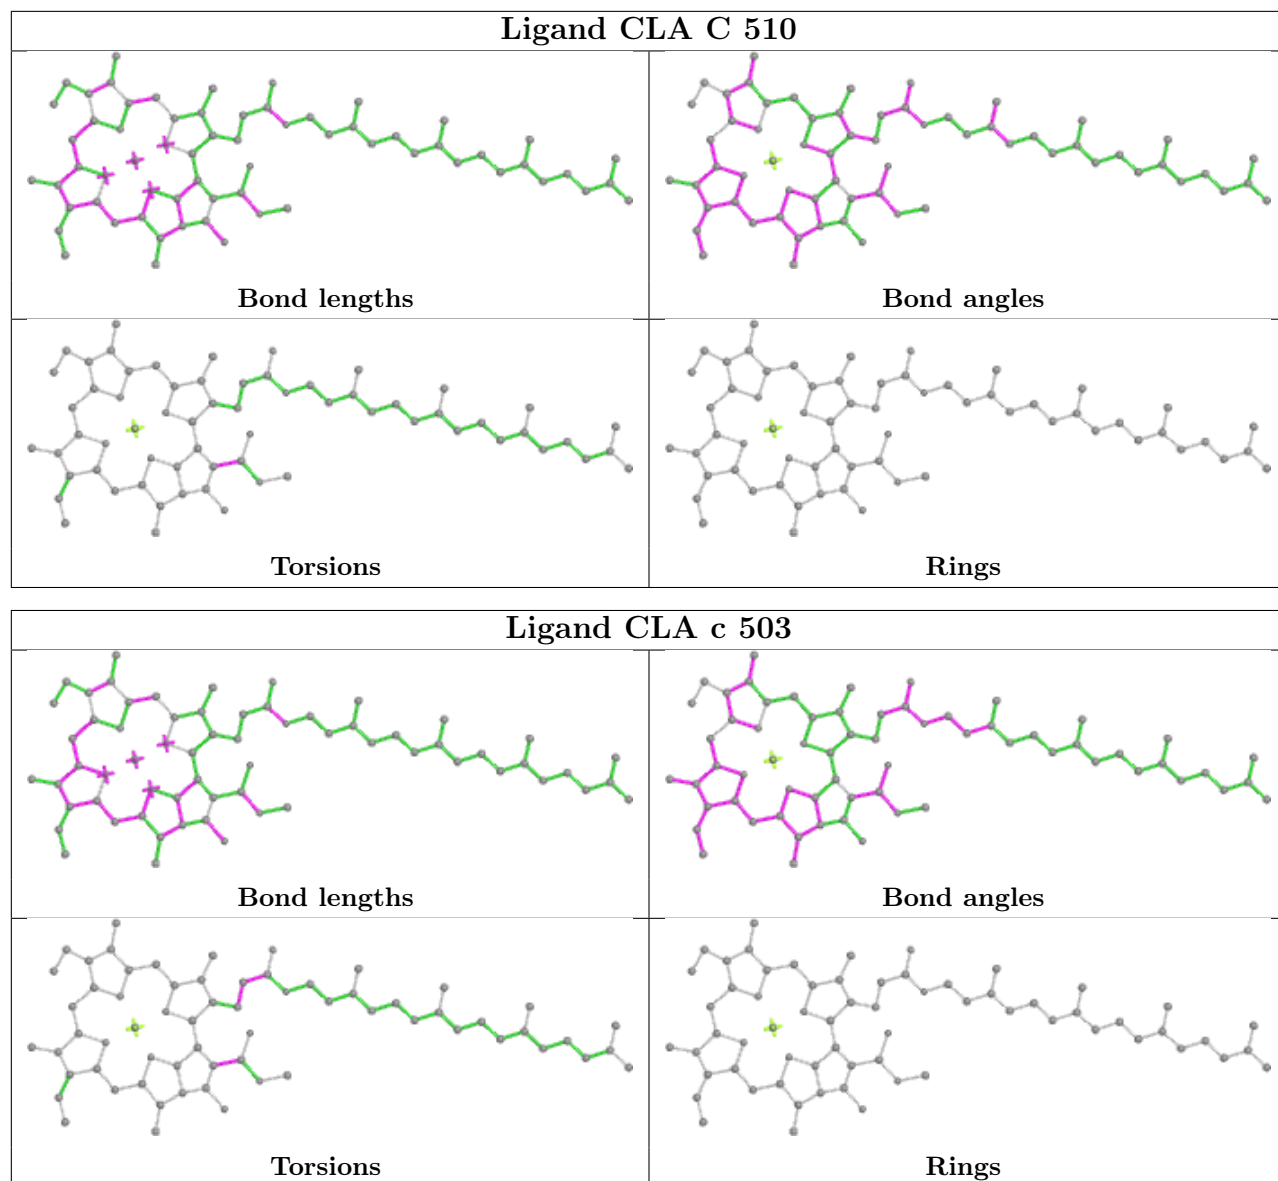 Ligand CLA C 510
Bond lengths
Bond angles
Torsions
Rings
Ligand CLA c 503
Bond lengths
Bond angles
Torsions
Rings